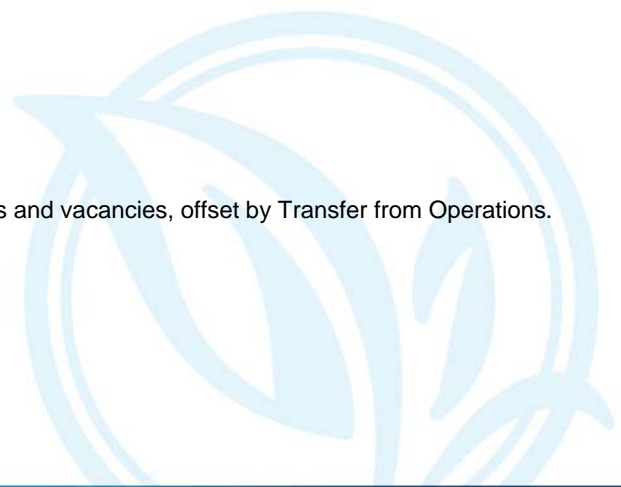 s and vacancies, offset by Transfer from Operations.